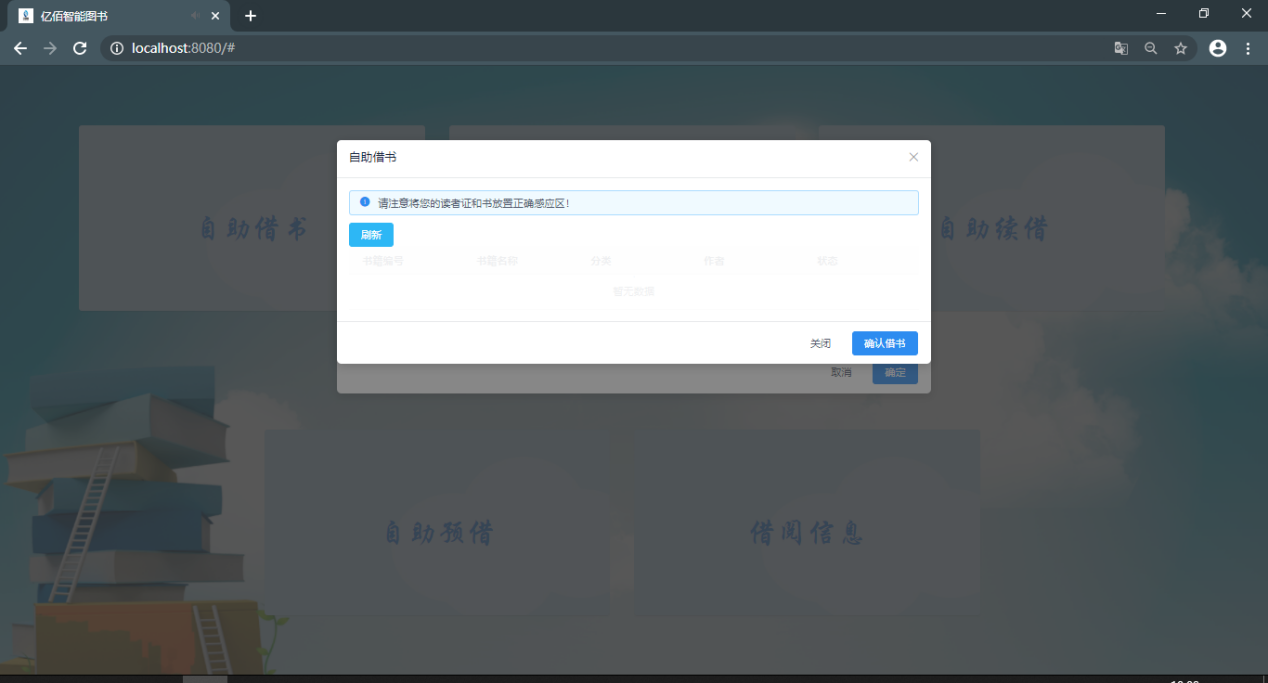 亿佰智能图书
localhost:8080/#
自助借书
请注意将您的读者证和书放置正确感应区！
刷新
书籍编号 书籍名称 分类 作者 状态
暂无数据
关闭 确认借书
取消 确定
自助借书
自助续借
自助预借
借阅信息